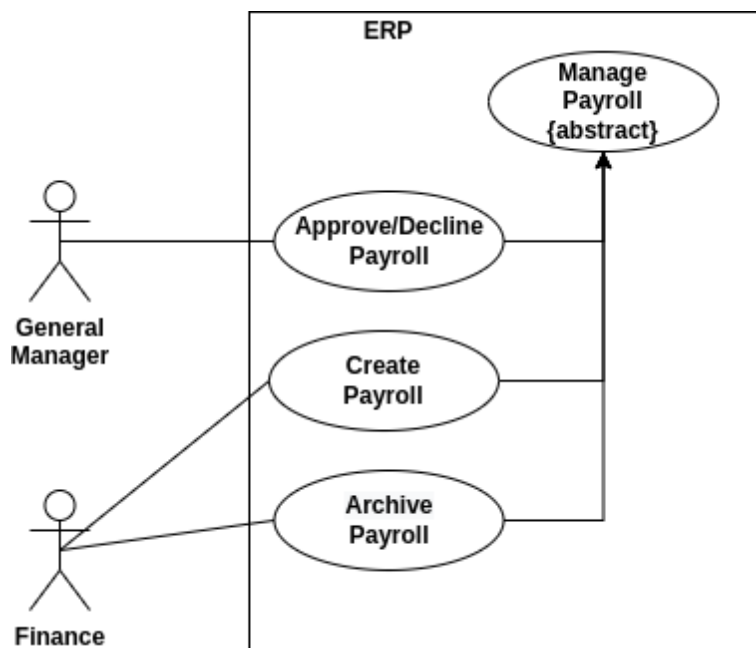 ERP
Manage
Payroll
{abstract}
Approve/Decline
Payroll
General
Manager
Create
Payroll
Archive
Payroll
Finance